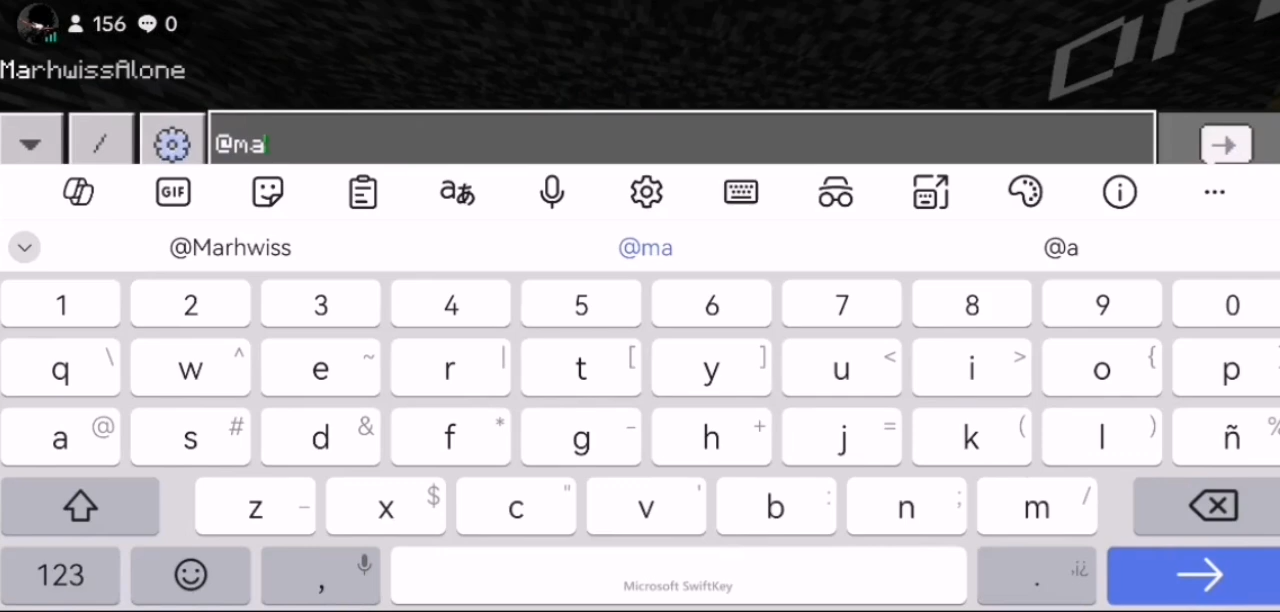 156 0
MarhwissAlone
/ @ma
GIF aあ
@Marhwiss @ma @a
1 2 3 4 5 6 7 8 9 0
q \ w ^ e ~ r | t [ y ] u < i > o { p
a @ s # d & f * g - h + j = k ( l ) ñ %
z _ x $ c " v ' b : n ; m /
123 , Microsoft SwiftKey . ,¡¿